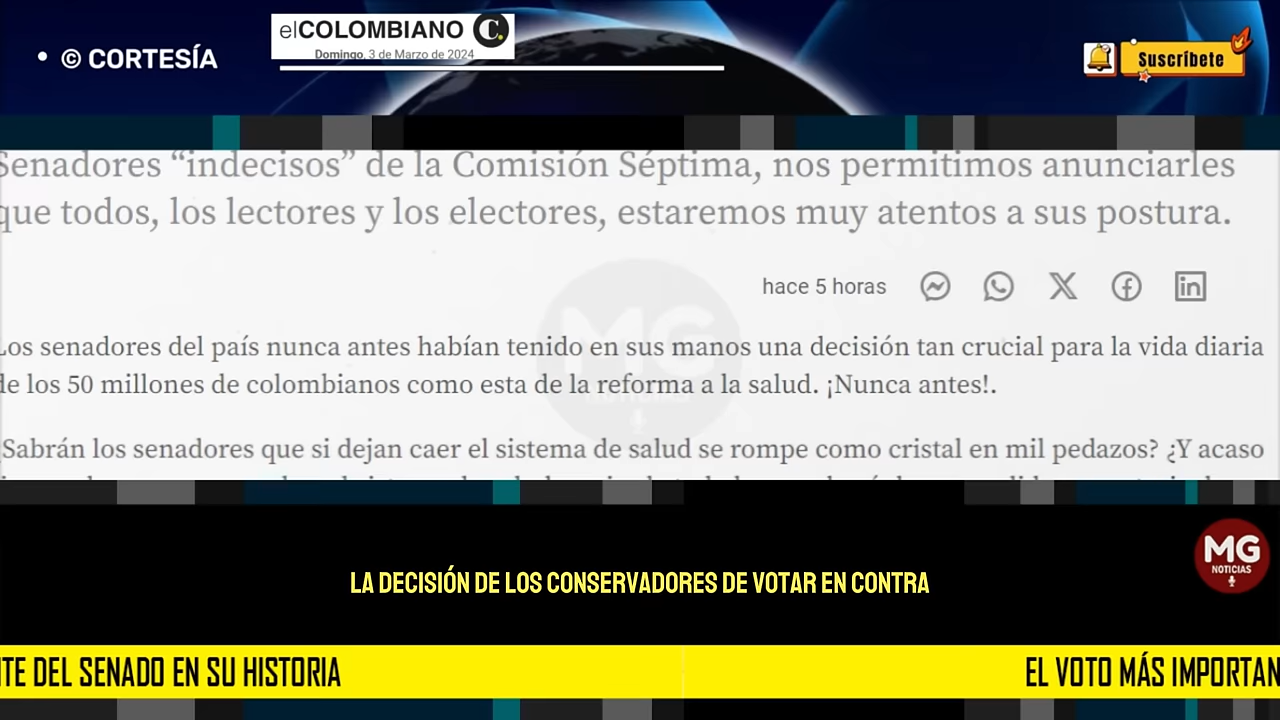 • © CORTESÍA
elCOLOMBIANO C.
Domingo, 3 de Marzo de 2024
Suscríbete
Senadores “indecisos” de la Comisión Séptima, nos permitimos anunciarles
que todos, los lectores y los electores, estaremos muy atentos a sus postura.
hace 5 horas
Los senadores del país nunca antes habían tenido en sus manos una decisión tan crucial para la vida diaria
de los 50 millones de colombianos como esta de la reforma a la salud. ¡Nunca antes!.
Sabrán los senadores que si dejan caer el sistema de salud se rompe como cristal en mil pedazos? ¿Y acaso
MG
NOTICIAS
LA DECISIÓN DE LOS CONSERVADORES DE VOTAR EN CONTRA
MG
NOTICIAS
TE DEL SENADO EN SU HISTORIA
EL VOTO MÁS IMPORTAN